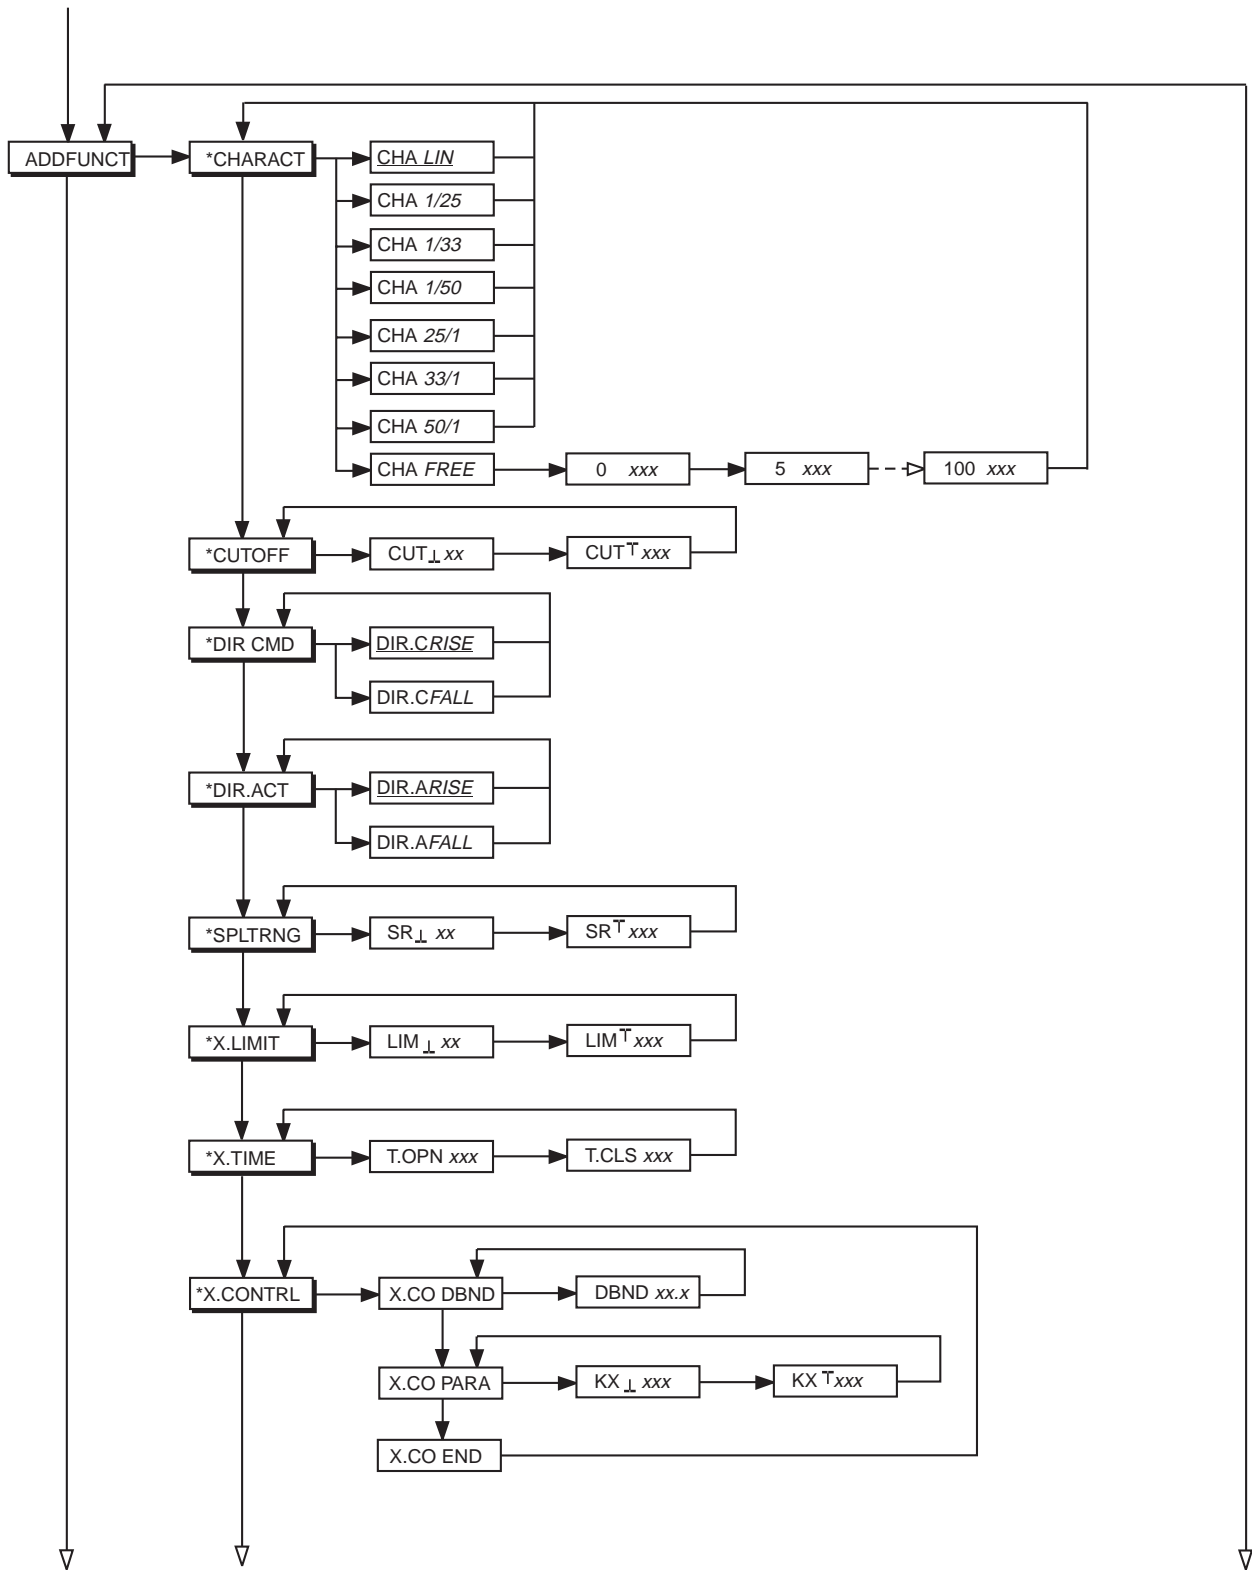 ADDFUNCT
*CHARACT
CHA LIN
CHA 1/25
CHA 1/33
CHA 1/50
CHA 25/1
CHA 33/1
CHA 50/1
CHA FREE
0 xxx
5 xxx
100 xxx
*CUTOFF
CUT⊥ xx
CUT⊤ xxx
*DIR CMD
DIR.CRISE
DIR.CFALL
*DIR.ACT
DIR.ARISE
DIR.AFALL
*SPLTRNG
SR⊥ xx
SR⊤ xxx
*X.LIMIT
LIM⊥ xx
LIM⊤ xxx
*X.TIME
T.OPN xxx
T.CLS xxx
*X.CONTRL
X.CO DBND
DBND xx.x
X.CO PARA
KX⊥ xxx
KX⊤ xxx
X.CO END